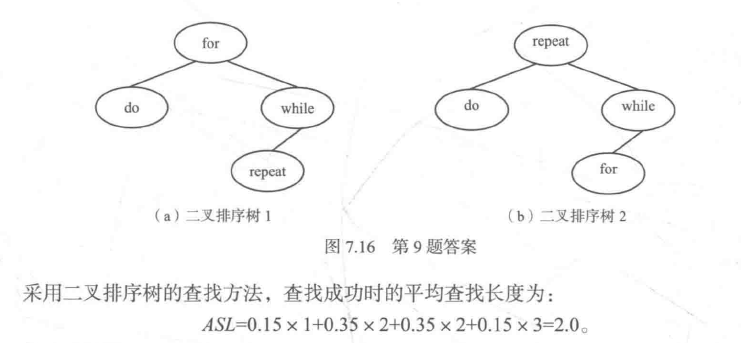 for
repeat
do
while
do
while
repeat
for
(a)二叉排序树1
(b)二叉排序树2
图7.16 第9题答案
采用二叉排序树的查找方法，查找成功时的平均查找长度为：
ASL=0.15×1+0.35×2+0.35×2+0.15×3=2.0。